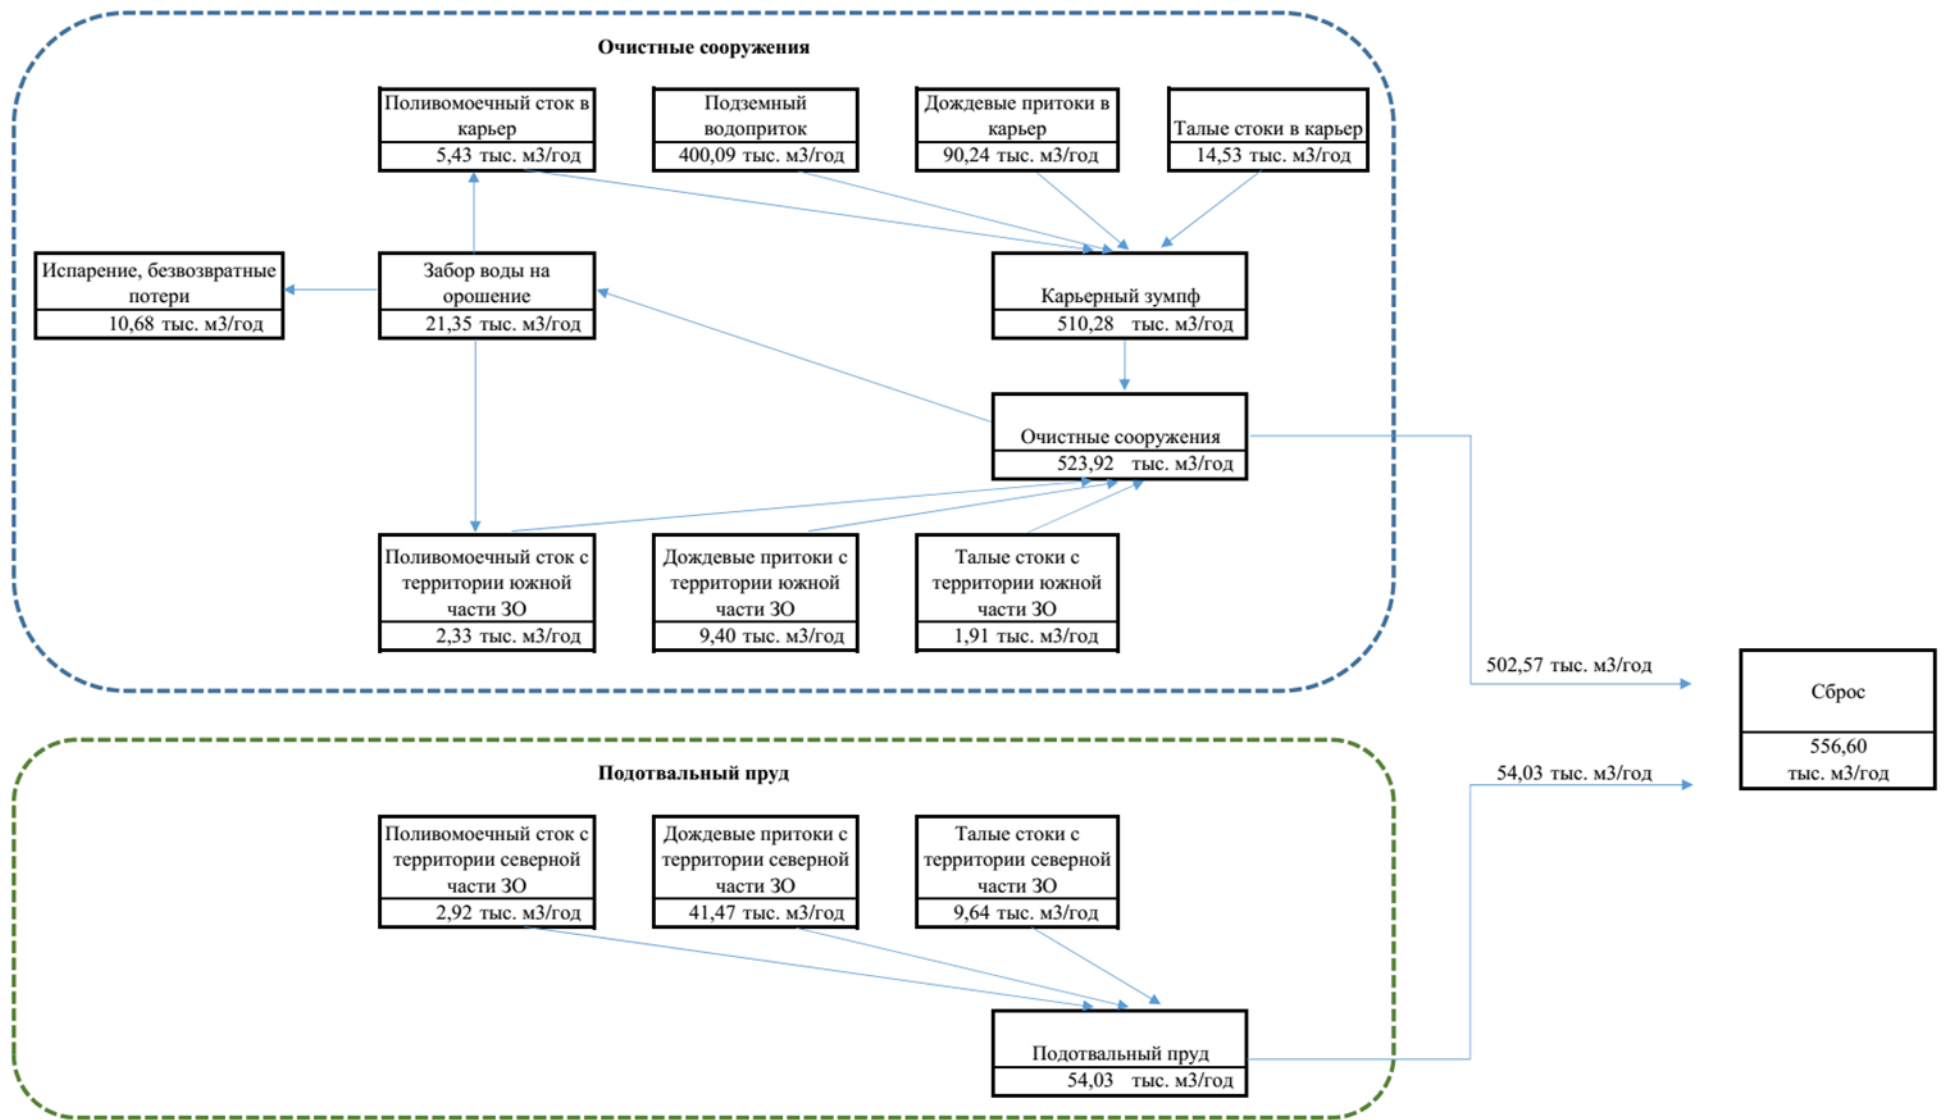 Очистные сооружения
Поливомоечный сток в
карьер
5,43 тыс. м3/год
Подземный
водоприток
400,09 тыс. м3/год
Дождевые притоки в
карьер
90,24 тыс. м3/год
Талые стоки в карьер
14,53 тыс. м3/год
Испарение, безвозвратные
потери
10,68 тыс. м3/год
Забор воды на
орошение
21,35 тыс. м3/год
Карьерный зумпф
510,28 тыс. м3/год
Очистные сооружения
523,92 тыс. м3/год
Поливомоечный сток с
территории южной
части ЗО
2,33 тыс. м3/год
Дождевые притоки с
территории южной
части ЗО
9,40 тыс. м3/год
Талые стоки с
территории южной
части ЗО
1,91 тыс. м3/год
502,57 тыс. м3/год
Сброс
556,60
тыс. м3/год
54,03 тыс. м3/год
Подотвальный пруд
Поливомоечный сток с
территории северной
части ЗО
2,92 тыс. м3/год
Дождевые притоки с
территории северной
части ЗО
41,47 тыс. м3/год
Талые стоки с
территории северной
части ЗО
9,64 тыс. м3/год
Подотвальный пруд
54,03 тыс. м3/год